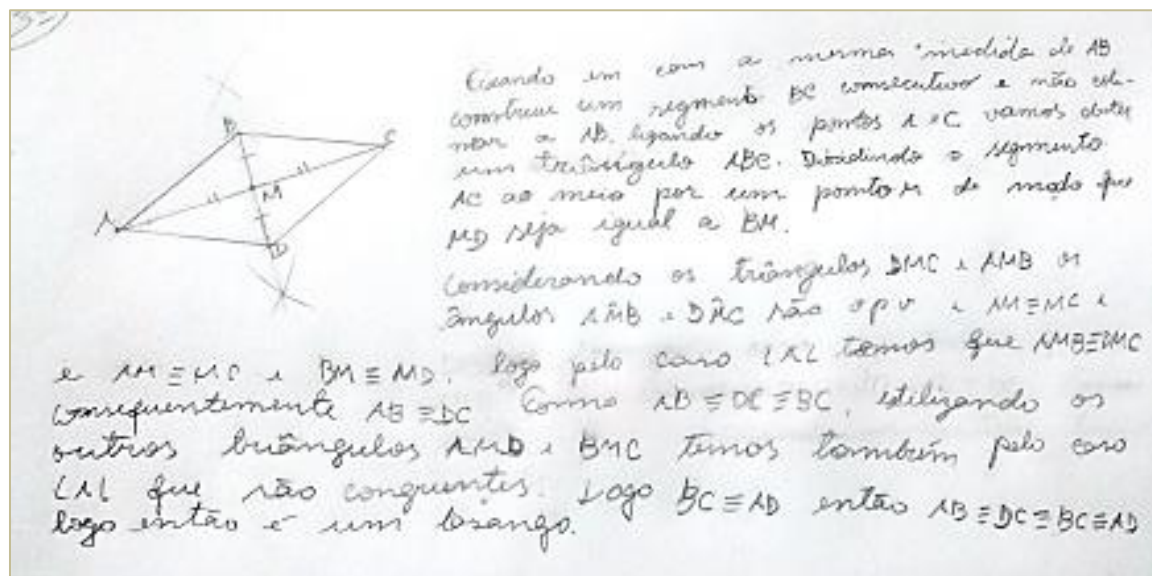 33)
B
C
M
A
D
com a mesma medida de AB
construir um segmento BC consecutivo e não coli-
near a AB. ligando os pontos A e C vamos obter
um triângulo ABC. Dividindo o segmento
AC ao meio por um ponto M de modo que
MD seja igual a BM.
Considerando os triângulos DMC e AMB os
ângulos AM̂B e DM̂C são opv e AM≡MC e
e AM≡MC e BM≡MD. logo pelo caso LAL temos que AMB≡DMC
consequentemente AB≡DC Como AB≡DC≡BC, utilizando os
outros triângulos AMD e BMC temos também pelo caso
LAL que são congruentes. Logo BC≡AD então AB≡DC≡BC≡AD
logo então é um losango.